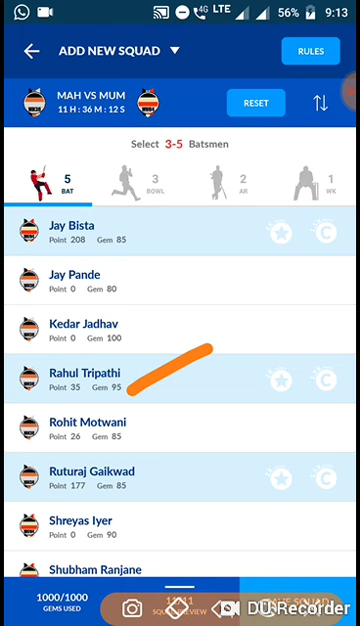 4G LTE 56% 9:13
ADD NEW SQUAD RULES
MAH VS MUM
11 H : 36 M : 12 S
RESET
Select 3-5 Batsmen
5 BAT 3 BOWL 2 AR 1 WK
Jay Bista
Point 208 Gem 85
C
Jay Pande
Point 0 Gem 80
Kedar Jadhav
Point 0 Gem 100
Rahul Tripathi
Point 35 Gem 95
C
Rohit Motwani
Point 26 Gem 85
Ruturaj Gaikwad
Point 177 Gem 85
C
Shreyas Iyer
Point 0 Gem 90
Shubham Ranjane
1000/1000
GEMS USED
11/11
DU Recorder